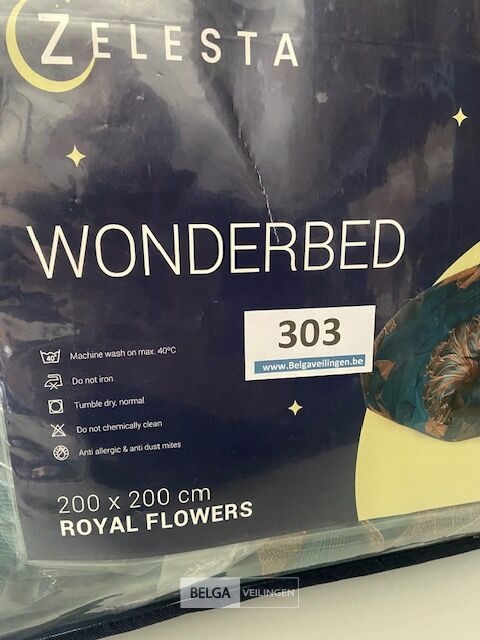 ZELESTA
WONDERBED
303
www.Belgaveilingen.be
40°
Machine wash on max. 40°C
Do not iron
Tumble dry, normal
Do not chemically clean
Anti allergic & anti dust mites
200 x 200 cm
ROYAL FLOWERS
BELGA VEILINGEN